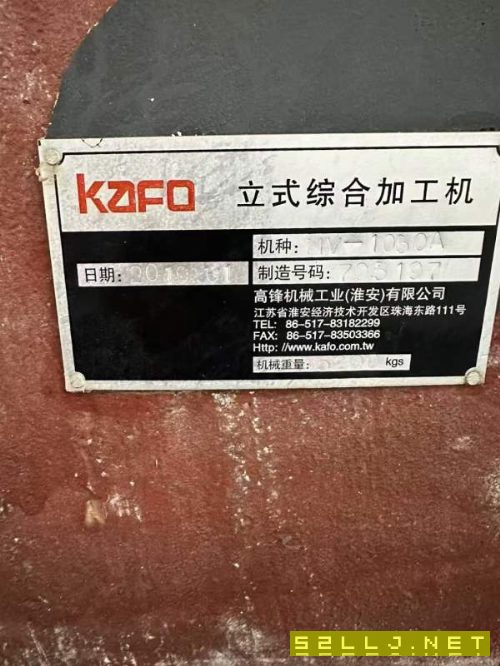 KAFO 立式综合加工机
机种:
日期:
制造号码:
高锋机械工业(淮安)有限公司
江苏省淮安经济技术开发区珠海东路111号
TEL: 86-517-83182299
FAX: 86-517-83503366
Http: //www.kafo.com.tw
机械重量: kgs
S2LLJ.NET